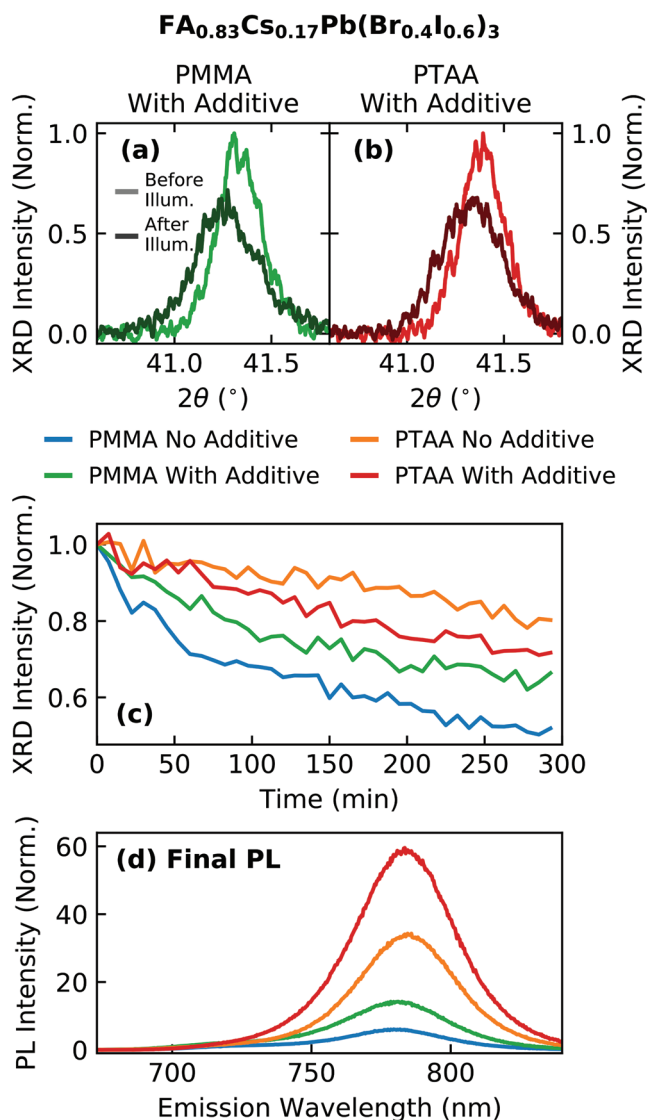 FA0.83Cs0.17Pb(Br0.4I0.6)3
PMMA
With Additive
PTAA
With Additive
XRD Intensity (Norm.)
1.0
0.5
0.0
(a)
Before
Illum.
After
Illum.
41.0 41.5
2θ (°)
(b)
41.0 41.5
2θ (°)
1.0
0.5
0.0
XRD Intensity (Norm.)
PMMA No Additive
PTAA No Additive
PMMA With Additive
PTAA With Additive
XRD Intensity (Norm.)
1.0
0.8
0.6
(c)
0 50 100 150 200 250 300
Time (min)
PL Intensity (Norm.)
60
40
20
0
(d) Final PL
700 750 800
Emission Wavelength (nm)